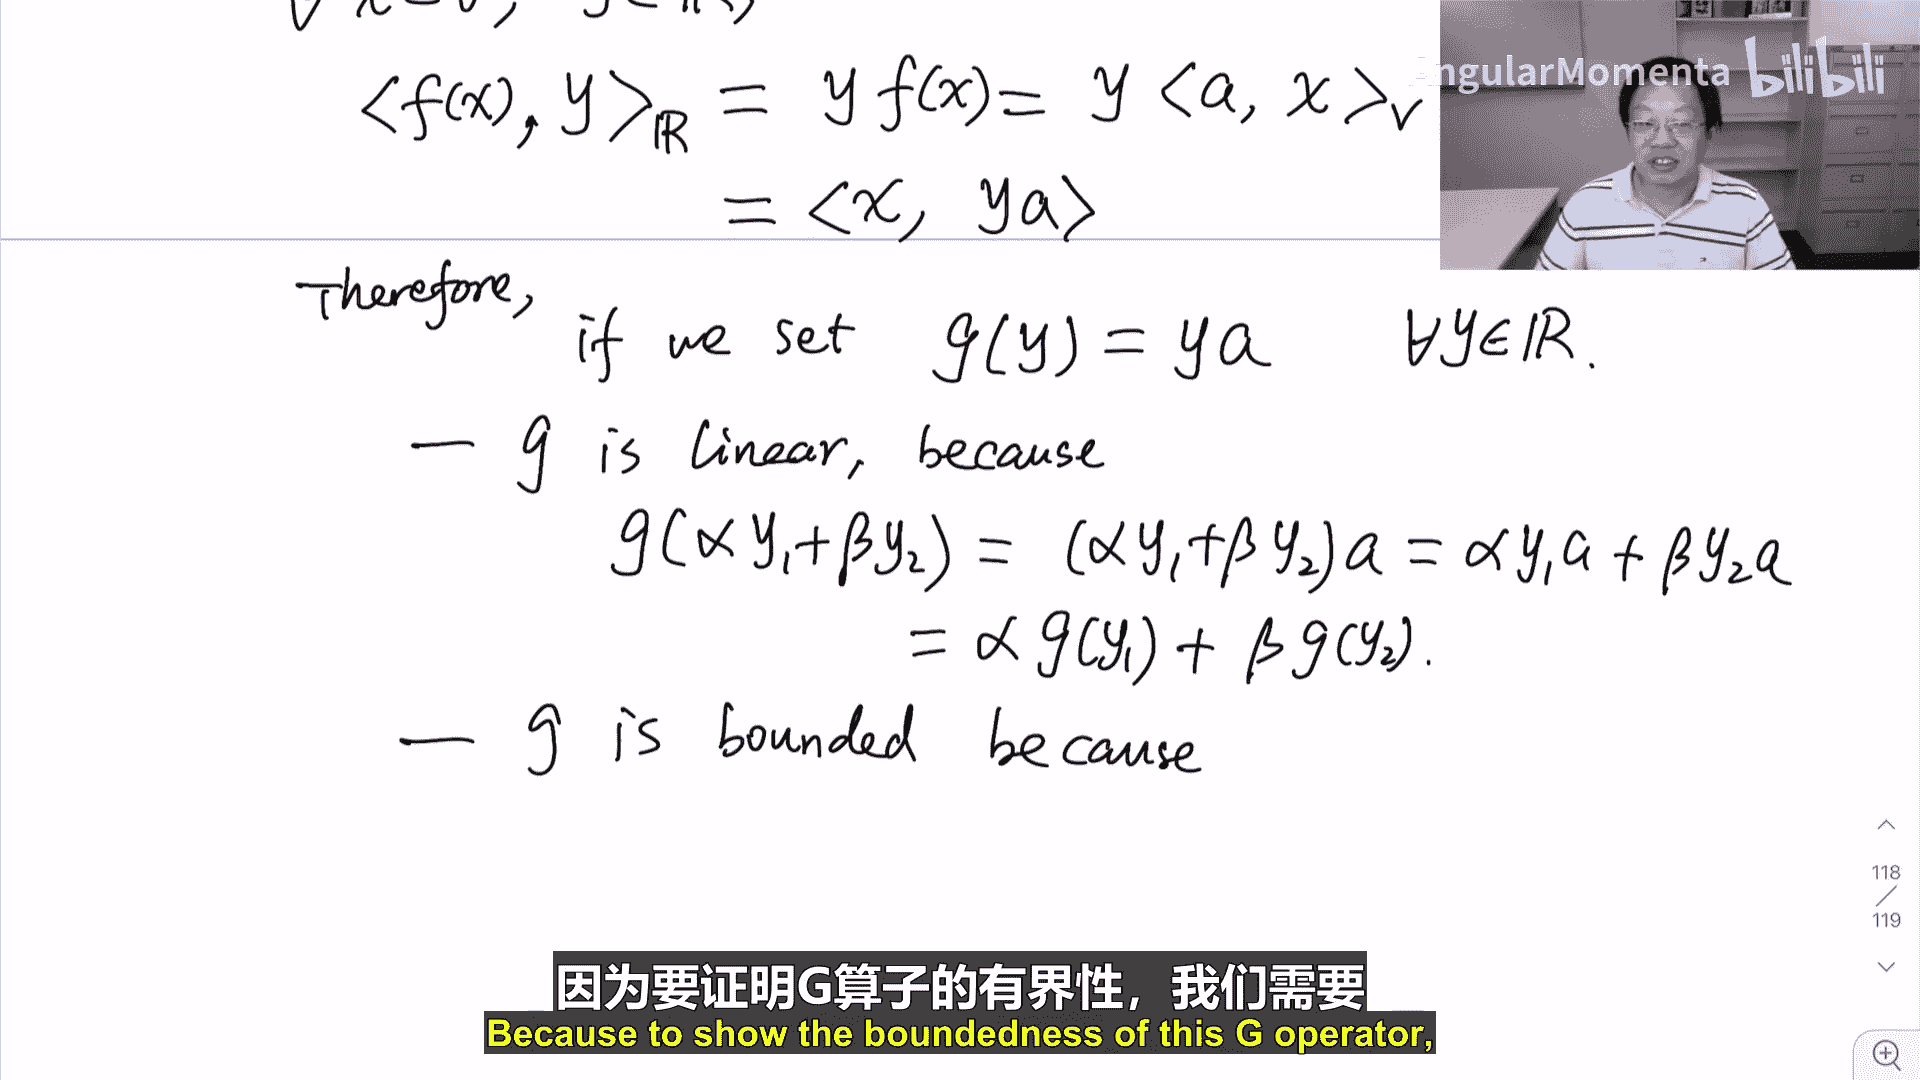 ∀ x ∈ V, y ∈ ℝ,
<f(x), y>_ℝ = y f(x) = y <a, x>_V
= <x, ya>
Therefore,
if we set g(y) = ya ∀y∈ℝ.
— g is linear, because
g(αy₁+βy₂) = (αy₁+βy₂)a = αy₁a + βy₂a
= αg(y₁) + βg(y₂).
— g is bounded because
ngularMomenta bilibili
118
/
119
因为要证明G算子的有界性，我们需要
Because to show the boundedness of this G operator,